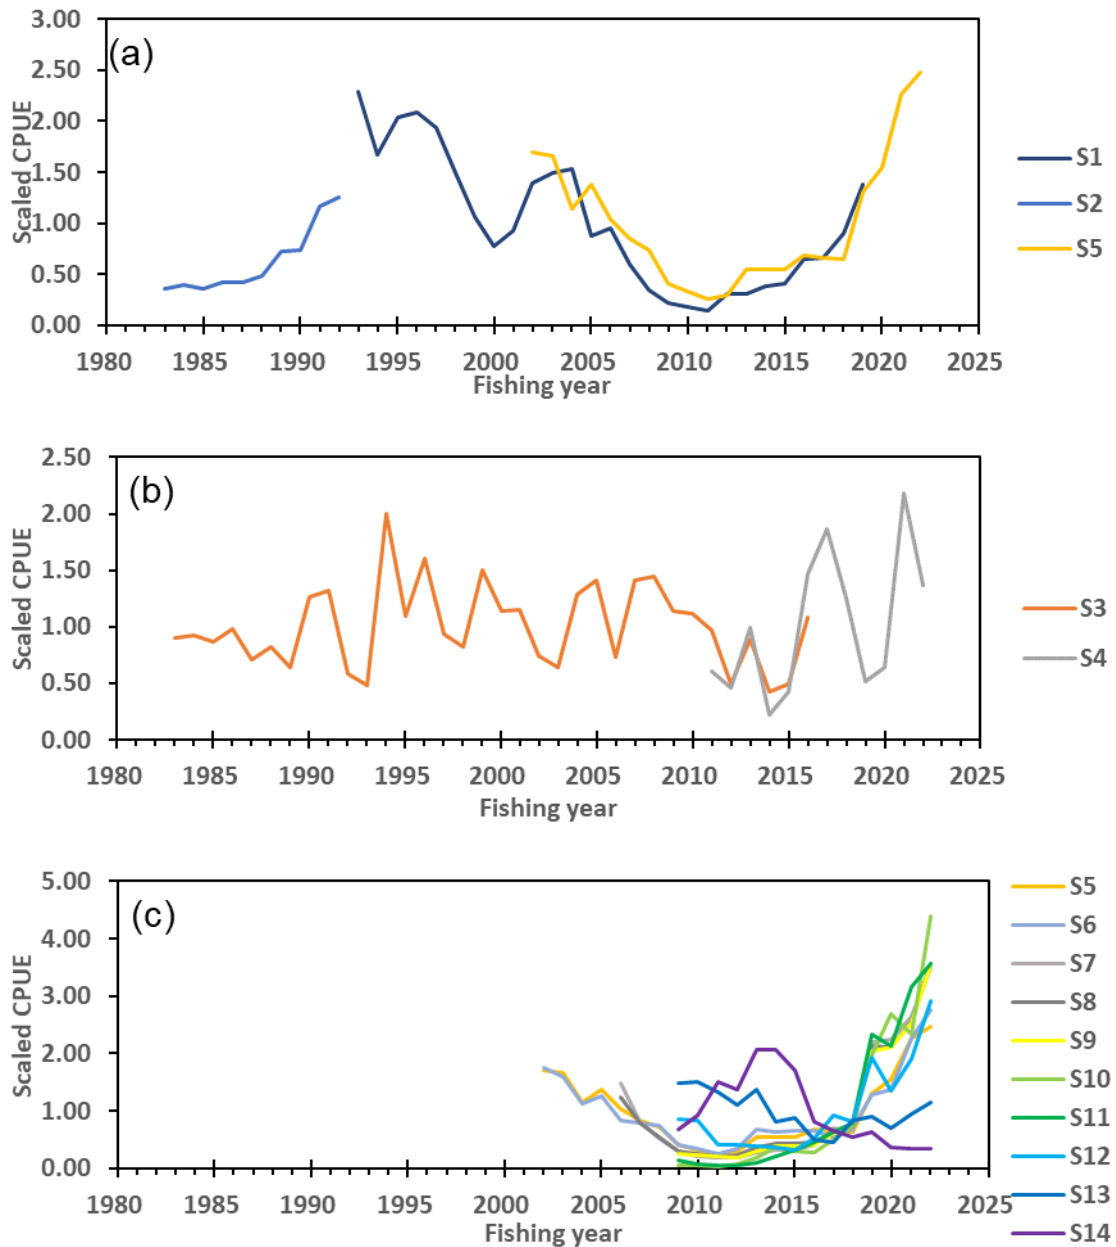 3.00
(a)
2.50
2.00
1.50
1.00
0.50
0.00
Scaled CPUE
1980 1985 1990 1995 2000 2005 2010 2015 2020 2025
Fishing year
S1
S2
S5
2.50
(b)
2.00
1.50
1.00
0.50
0.00
Scaled CPUE
1980 1985 1990 1995 2000 2005 2010 2015 2020 2025
Fishing year
S3
S4
5.00
(c)
4.00
3.00
2.00
1.00
0.00
Scaled CPUE
1980 1985 1990 1995 2000 2005 2010 2015 2020 2025
Fishing year
S5
S6
S7
S8
S9
S10
S11
S12
S13
S14